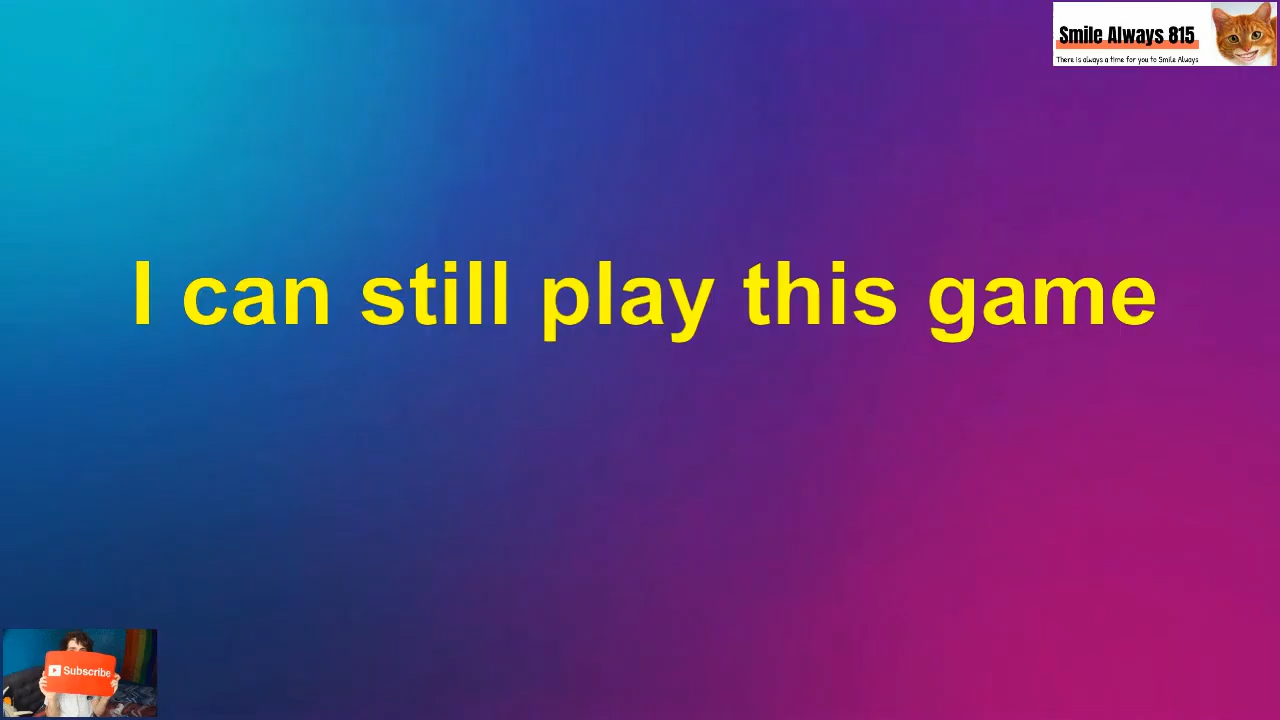 Smile Always 815
There is always a time for you to Smile Always
I can still play this game
Subscribe